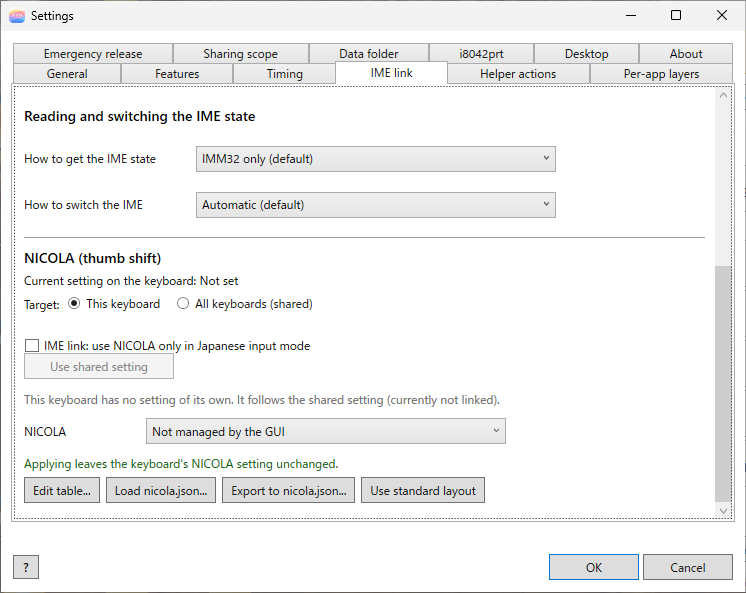 Settings
Emergency release
Sharing scope
Data folder
i8042prt
Desktop
About
General
Features
Timing
IME link
Helper actions
Per-app layers
Reading and switching the IME state
How to get the IME state
IMM32 only (default)
How to switch the IME
Automatic (default)
NICOLA (thumb shift)
Current setting on the keyboard: Not set
Target:
This keyboard
All keyboards (shared)
IME link: use NICOLA only in Japanese input mode
Use shared setting
This keyboard has no setting of its own. It follows the shared setting (currently not linked).
NICOLA
Not managed by the GUI
Applying leaves the keyboard's NICOLA setting unchanged.
Edit table...
Load nicola.json...
Export to nicola.json...
Use standard layout
?
OK
Cancel